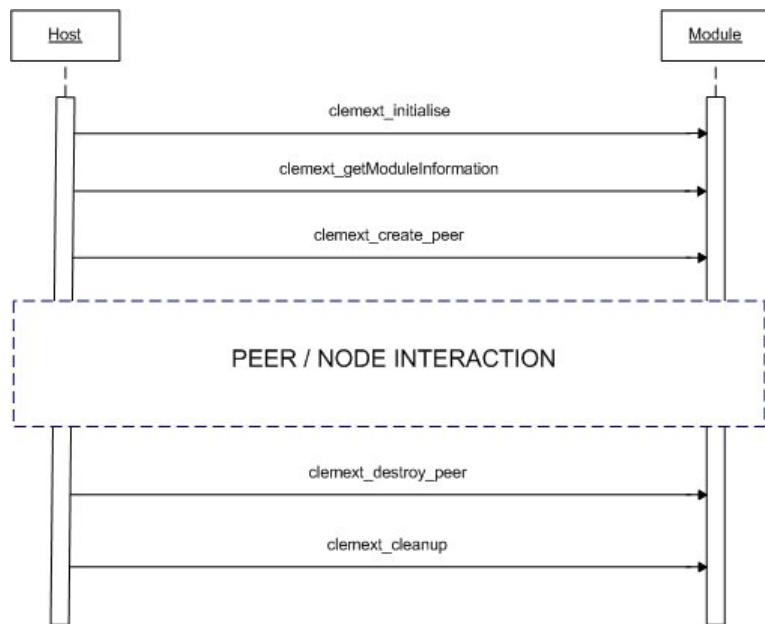 Host
Module
clemext_initialise
clemext_getModuleInformation
clemext_create_peer
PEER / NODE INTERACTION
clemext_destroy_peer
clemext_cleanup